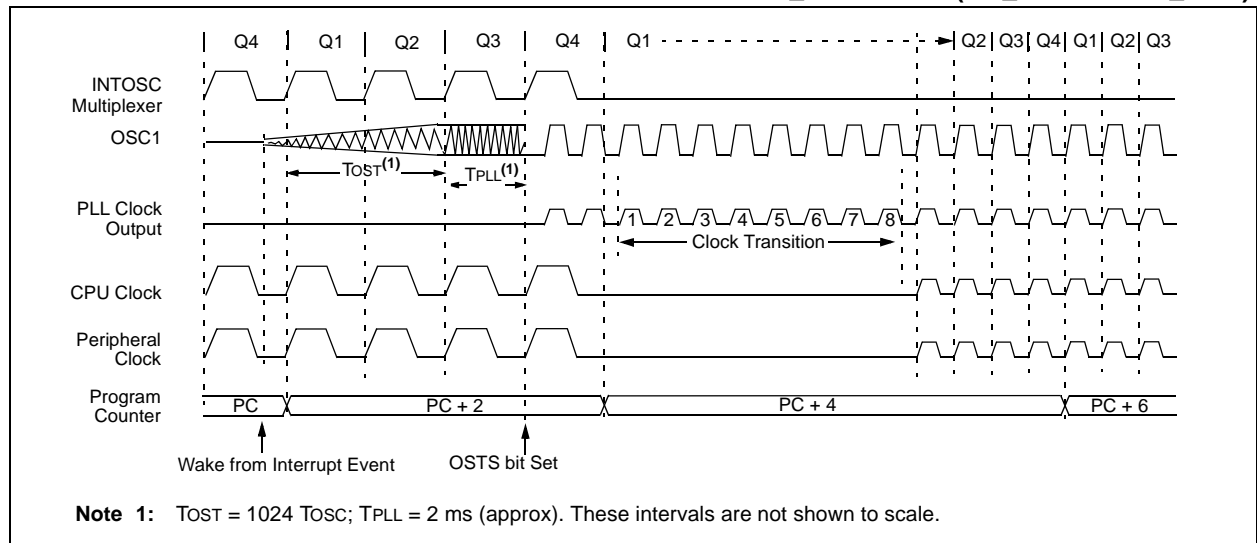 Q4 Q1 Q2 Q3 Q4 Q1 Q2 Q3 Q4 Q1 Q2 Q3
INTOSC
Multiplexer
OSC1
TOST(1)
TPLL(1)
PLL Clock
Output
1 2 3 4 5 6 7 8
Clock Transition
CPU Clock
Peripheral
Clock
Program
Counter
PC PC + 2 PC + 4 PC + 6
Wake from Interrupt Event OSTS bit Set
Note 1: TOST = 1024 TOSC; TPLL = 2 ms (approx). These intervals are not shown to scale.